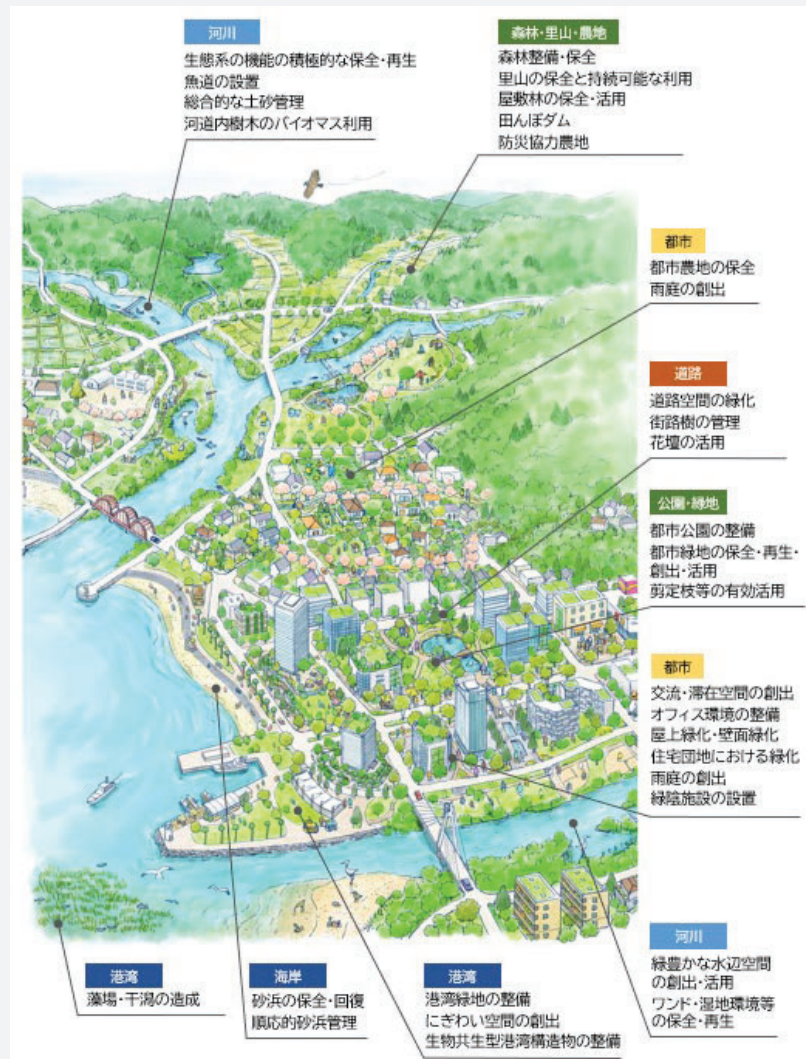 河川
生態系の機能の積極的な保全・再生
魚道の設置
総合的な土砂管理
河道内樹木のバイオマス利用
森林・里山・農地
森林整備・保全
里山の保全と持続可能な利用
屋敷林の保全・活用
田んぼダム
防災協力農地
都市
都市農地の保全
雨庭の創出
道路
道路空間の緑化
街路樹の管理
花壇の活用
公園・緑地
都市公園の整備
都市緑地の保全・再生・
創出・活用
剪定枝等の有効活用
都市
交流・滞在空間の創出
オフィス環境の整備
屋上緑化・壁面緑化
住宅団地における緑化
雨庭の創出
緑陰施設の設置
河川
緑豊かな水辺空間
の創出・活用
ワンド・湿地環境等
の保全・再生
港湾
藻場・干潟の造成
海岸
砂浜の保全・回復
順応的砂浜管理
港湾
港湾緑地の整備
にぎわい空間の創出
生物共生型港湾構造物の整備